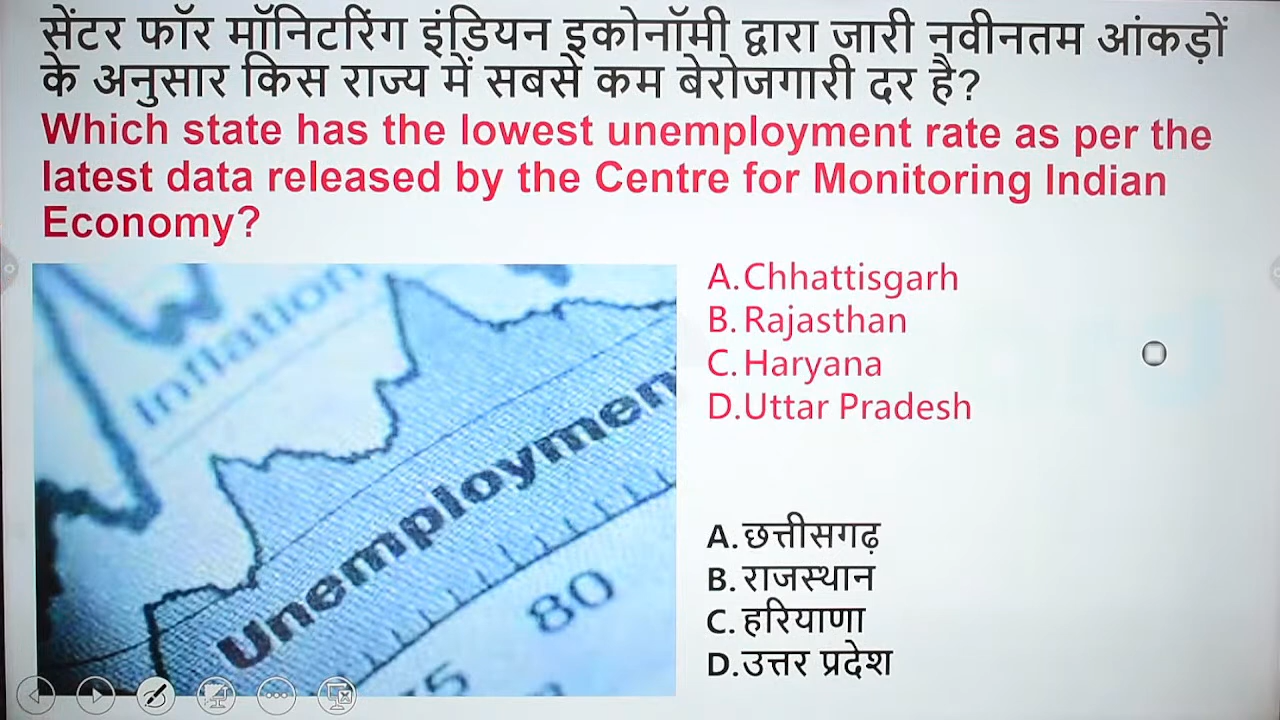 सेंटर फॉर मॉनिटरिंग इंडियन इकोनॉमी द्वारा जारी नवीनतम आंकड़ों
के अनुसार किस राज्य में सबसे कम बेरोजगारी दर है?
Which state has the lowest unemployment rate as per the
latest data released by the Centre for Monitoring Indian
Economy?
Inflation
Unemploymen
80
5
A.Chhattisgarh
B. Rajasthan
C. Haryana
D.Uttar Pradesh
A.छत्तीसगढ़
B. राजस्थान
C. हरियाणा
D.उत्तर प्रदेश